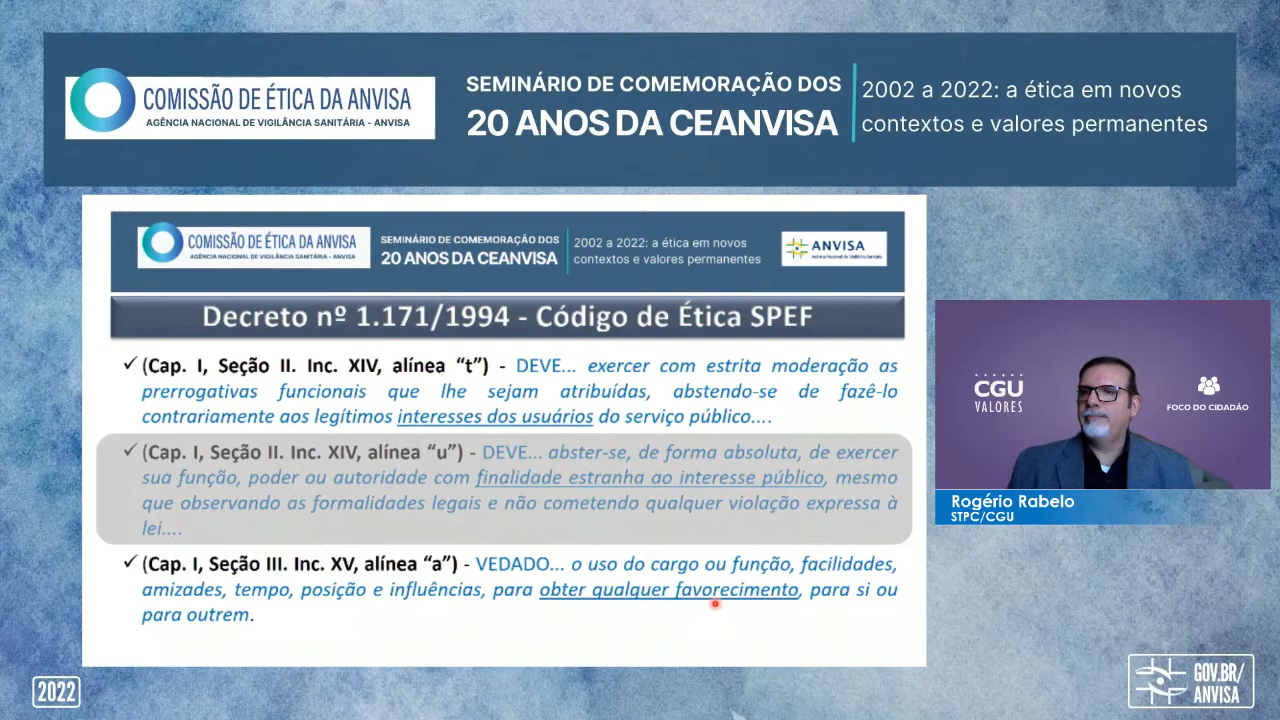 COMISSÃO DE ÉTICA DA ANVISA
AGÊNCIA NACIONAL DE VIGILÂNCIA SANITÁRIA - ANVISA
SEMINÁRIO DE COMEMORAÇÃO DOS
20 ANOS DA CEANVISA
2002 a 2022: a ética em novos
contextos e valores permanentes
COMISSÃO DE ÉTICA DA ANVISA
AGÊNCIA NACIONAL DE VIGILÂNCIA SANITÁRIA - ANVISA
SEMINÁRIO DE COMEMORAÇÃO DOS
20 ANOS DA CEANVISA
2002 a 2022: a ética em novos
contextos e valores permanentes
ANVISA
Agência Nacional de Vigilância Sanitária
Decreto nº 1.171/1994 - Código de Ética SPEF
✓ (Cap. I, Seção II. Inc. XIV, alínea “t”) - DEVE... exercer com estrita moderação as
prerrogativas funcionais que lhe sejam atribuídas, abstendo-se de fazê-lo
contrariamente aos legítimos interesses dos usuários do serviço público....
✓ (Cap. I, Seção II. Inc. XIV, alínea “u”) - DEVE... abster-se, de forma absoluta, de exercer
sua função, poder ou autoridade com finalidade estranha ao interesse público, mesmo
que observando as formalidades legais e não cometendo qualquer violação expressa à
lei....
✓ (Cap. I, Seção III. Inc. XV, alínea “a”) - VEDADO... o uso do cargo ou função, facilidades,
amizades, tempo, posição e influências, para obter qualquer favorecimento, para si ou
para outrem.
CGU
VALORES
FOCO DO CIDADÃO
Rogério Rabelo
STPC/CGU
2022
GOV.BR/
ANVISA